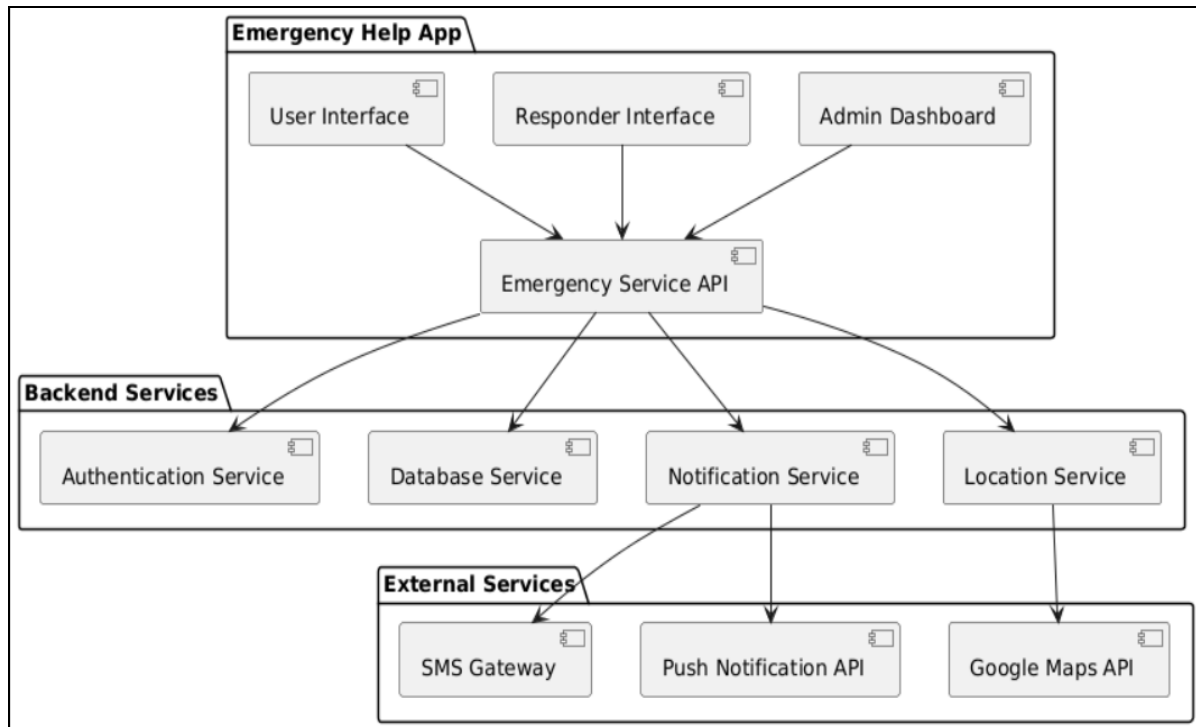 Emergency Help App
User Interface
Responder Interface
Admin Dashboard
Emergency Service API
Backend Services
Authentication Service
Database Service
Notification Service
Location Service
External Services
SMS Gateway
Push Notification API
Google Maps API